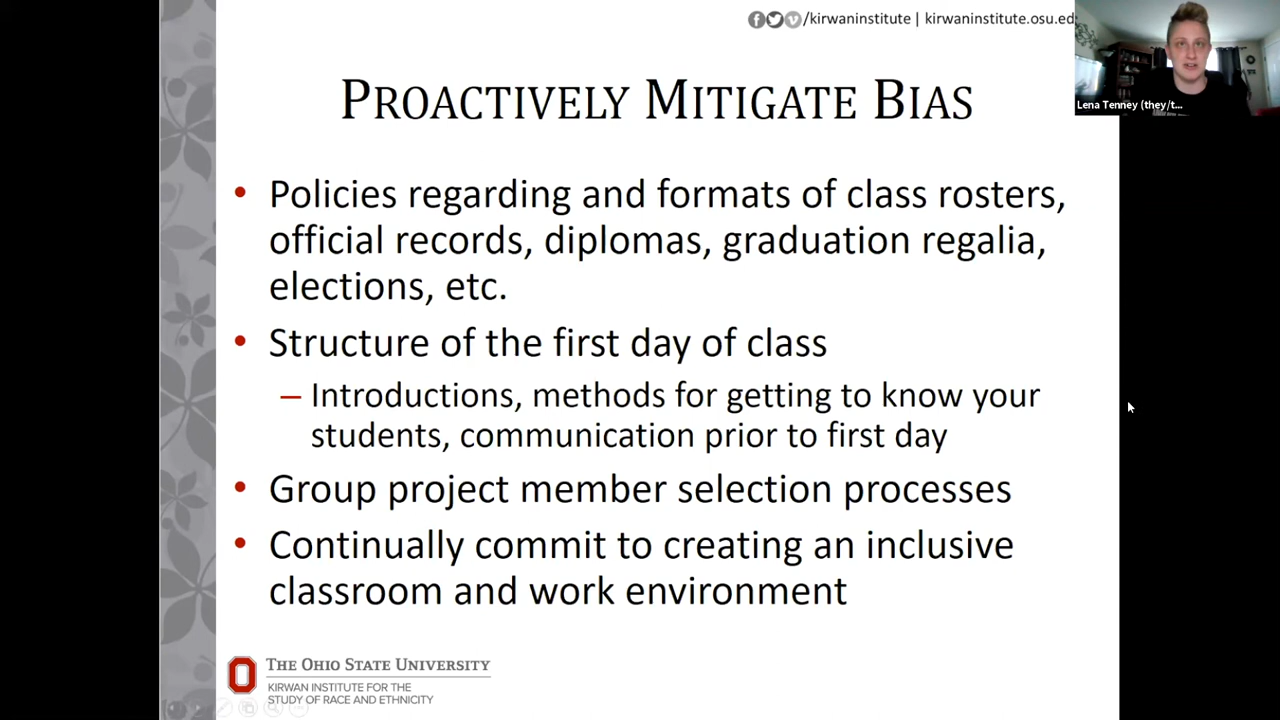 /kirwaninstitute | kirwaninstitute.osu.ed
Lena Tenney (they/t...
PROACTIVELY MITIGATE BIAS
• Policies regarding and formats of class rosters,
official records, diplomas, graduation regalia,
elections, etc.
• Structure of the first day of class
– Introductions, methods for getting to know your
students, communication prior to first day
• Group project member selection processes
• Continually commit to creating an inclusive
classroom and work environment
THE OHIO STATE UNIVERSITY
KIRWAN INSTITUTE FOR THE
STUDY OF RACE AND ETHNICITY